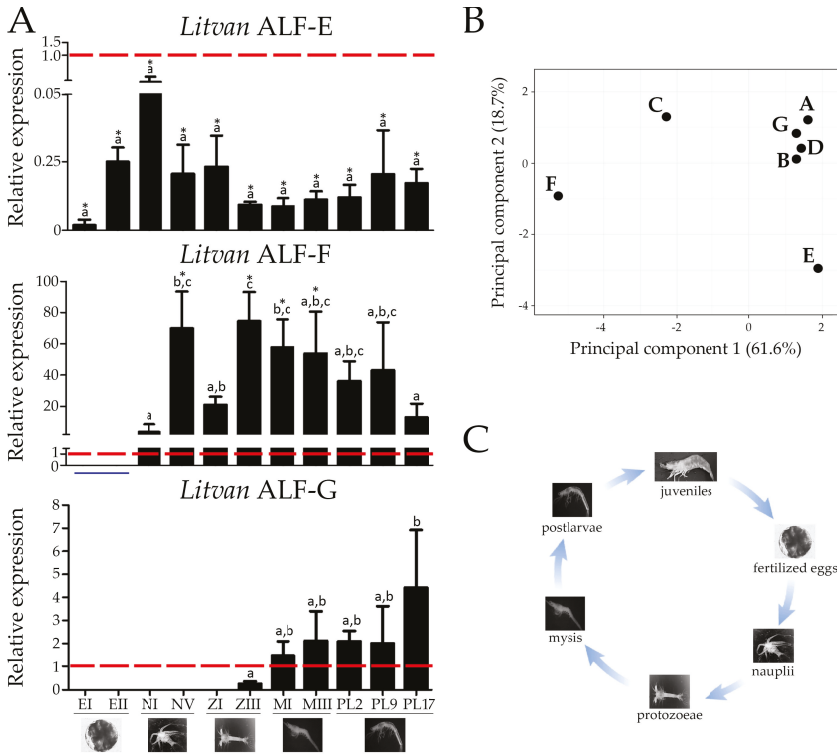 A
Litvan ALF-E
Relative expression
1.5
1.0
0.05
0.25
0
* a
* a
* a
* a
* a
* a
* a
* a
* a
* a
* a
Litvan ALF-F
Relative expression
100
80
60
40
20
1
0
a
* b,c
a,b
* c
* b,c
* a,b,c
a,b,c
a,b,c
a
Litvan ALF-G
Relative expression
8
7
6
5
4
3
2
1
0
a
a,b
a,b
a,b
a,b
b
EI EII NI NV ZI ZIII MI MIII PL2 PL9 PL17
B
Principal component 2 (18.7%)
2
0
-2
-4
C
A
G
D
B
F
E
-4 -2 0 2
Principal component 1 (61.6%)
C
juveniles
fertilized eggs
nauplii
protozoeae
mysis
postlarvae